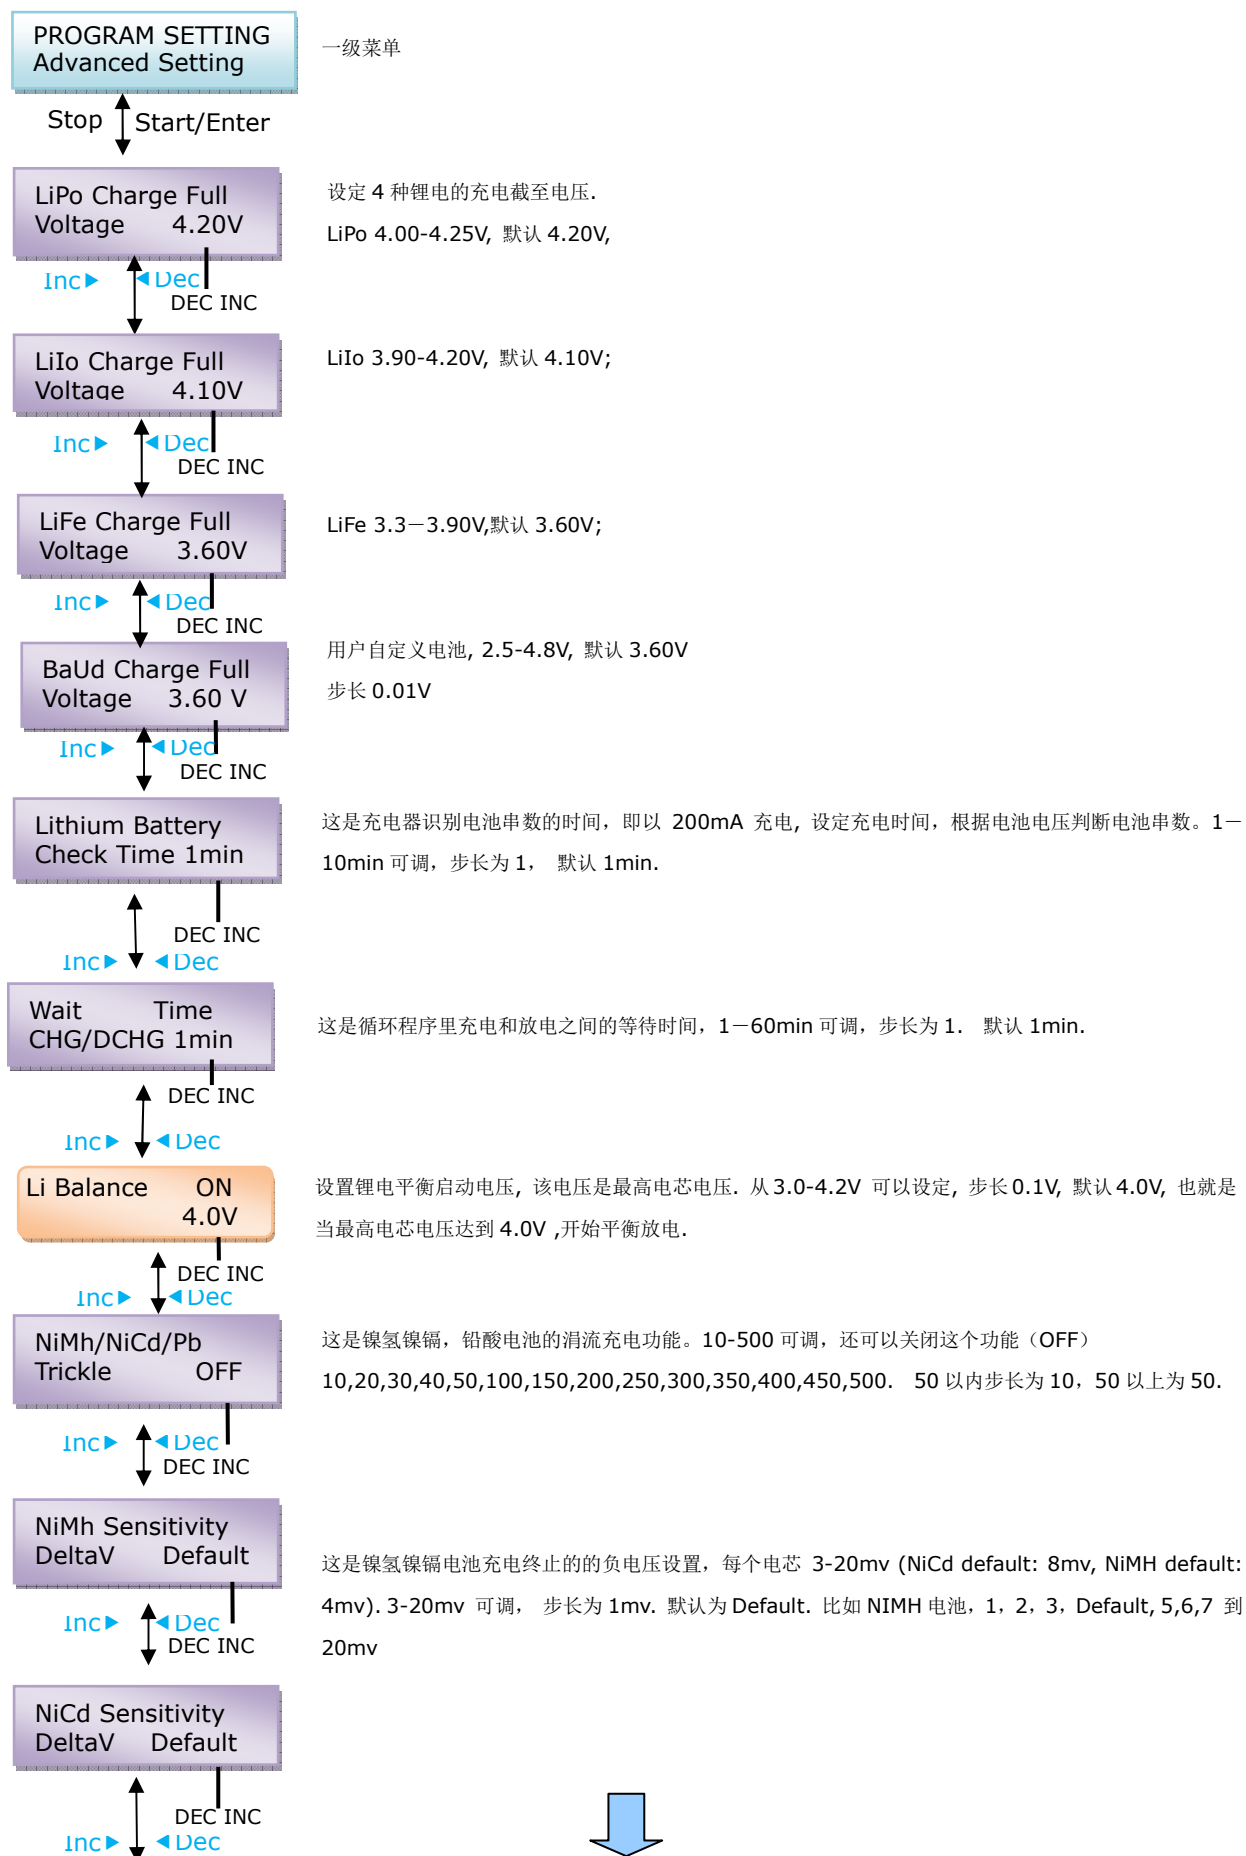 PROGRAM SETTING
Advanced Setting
一级菜单
Stop Start/Enter
LiPo Charge Full
Voltage 4.20V
设定 4 种锂电的充电截至电压.
LiPo 4.00-4.25V, 默认 4.20V,
Inc Dec
DEC INC
LiIo Charge Full
Voltage 4.10V
LiIo 3.90-4.20V, 默认 4.10V;
Inc Dec
DEC INC
LiFe Charge Full
Voltage 3.60V
LiFe 3.3－3.90V,默认 3.60V;
Inc Dec
DEC INC
BaUd Charge Full
Voltage 3.60 V
用户自定义电池, 2.5-4.8V, 默认 3.60V
步长 0.01V
Inc Dec
DEC INC
Lithium Battery
Check Time 1min
这是充电器识别电池串数的时间，即以 200mA 充电, 设定充电时间，根据电池电压判断电池串数。1－
10min 可调，步长为 1， 默认 1min.
DEC INC
Inc Dec
Wait Time
CHG/DCHG 1min
这是循环程序里充电和放电之间的等待时间，1－60min 可调，步长为 1. 默认 1min.
DEC INC
Inc Dec
Li Balance ON
4.0V
设置锂电平衡启动电压, 该电压是最高电芯电压. 从 3.0-4.2V 可以设定, 步长 0.1V, 默认 4.0V, 也就是
当最高电芯电压达到 4.0V ,开始平衡放电.
DEC INC
Inc Dec
NiMh/NiCd/Pb
Trickle OFF
这是镍氢镍镉，铅酸电池的涓流充电功能。10-500 可调，还可以关闭这个功能（OFF）
10,20,30,40,50,100,150,200,250,300,350,400,450,500. 50 以内步长为 10，50 以上为 50.
Inc Dec
DEC INC
NiMh Sensitivity
DeltaV Default
这是镍氢镍镉电池充电终止的的负电压设置，每个电芯 3-20mv (NiCd default: 8mv, NiMH default:
4mv). 3-20mv 可调， 步长为 1mv. 默认为 Default. 比如 NIMH 电池，1，2，3，Default, 5,6,7 到
20mv
Inc Dec
DEC INC
NiCd Sensitivity
DeltaV Default
DEC INC
Inc Dec